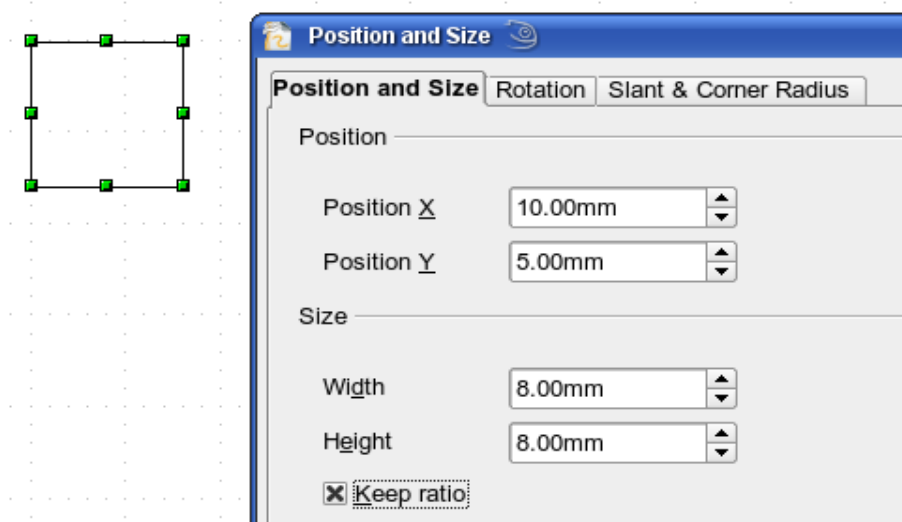 Position and Size
Position and Size Rotation Slant & Corner Radius
Position
Position X 10.00mm
Position Y 5.00mm
Size
Width 8.00mm
Height 8.00mm
Keep ratio